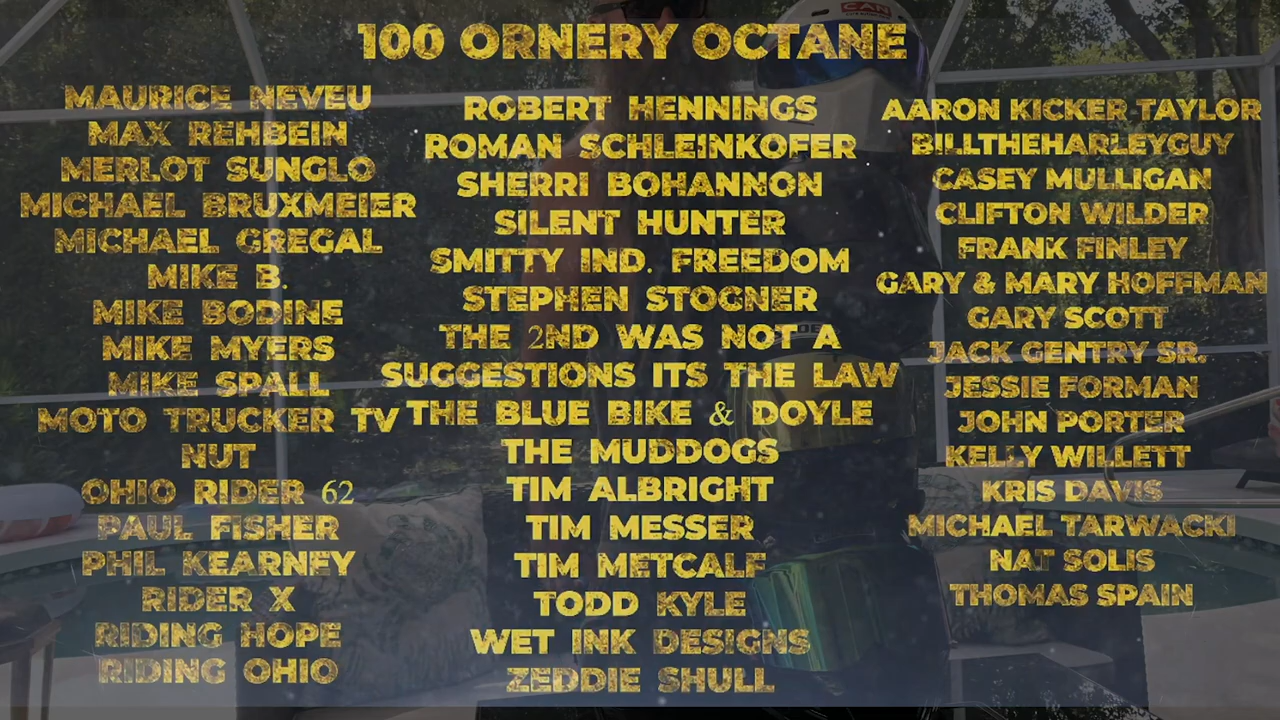 100 ORNERY OCTANE
MAURICE NEVEU
MAX REHBEIN
MERLOT SUNGLO
MICHAEL BRUXMEIER
MICHAEL GREGAL
MIKE B.
MIKE BODINE
MIKE MYERS
MIKE SPALL
MOTO TRUCKER TV
NUT
OHIO RIDER 62
PAUL FISHER
PHIL KEARNEY
RIDER X
RIDING HOPE
RIDING OHIO
ROBERT HENNINGS
ROMAN SCHLEINKOFER
SHERRI BOHANNON
SILENT HUNTER
SMITTY IND. FREEDOM
STEPHEN STOGNER
THE 2ND WAS NOT A
SUGGESTIONS ITS THE LAW
THE BLUE BIKE & DOYLE
THE MUDDOGS
TIM ALBRIGHT
TIM MESSER
TIM METCALF
TODD KYLE
WET INK DESIGNS
ZEDDIE SHULL
AARON KICKER TAYLOR
BILLTHEHARLEYGUY
CASEY MULLIGAN
CLIFTON WILDER
FRANK FINLEY
GARY & MARY HOFFMAN
GARY SCOTT
JACK GENTRY SR.
JESSIE FORMAN
JOHN PORTER
KELLY WILLETT
KRIS DAVIS
MICHAEL TARWACKI
NAT SOLIS
THOMAS SPAIN
CAN